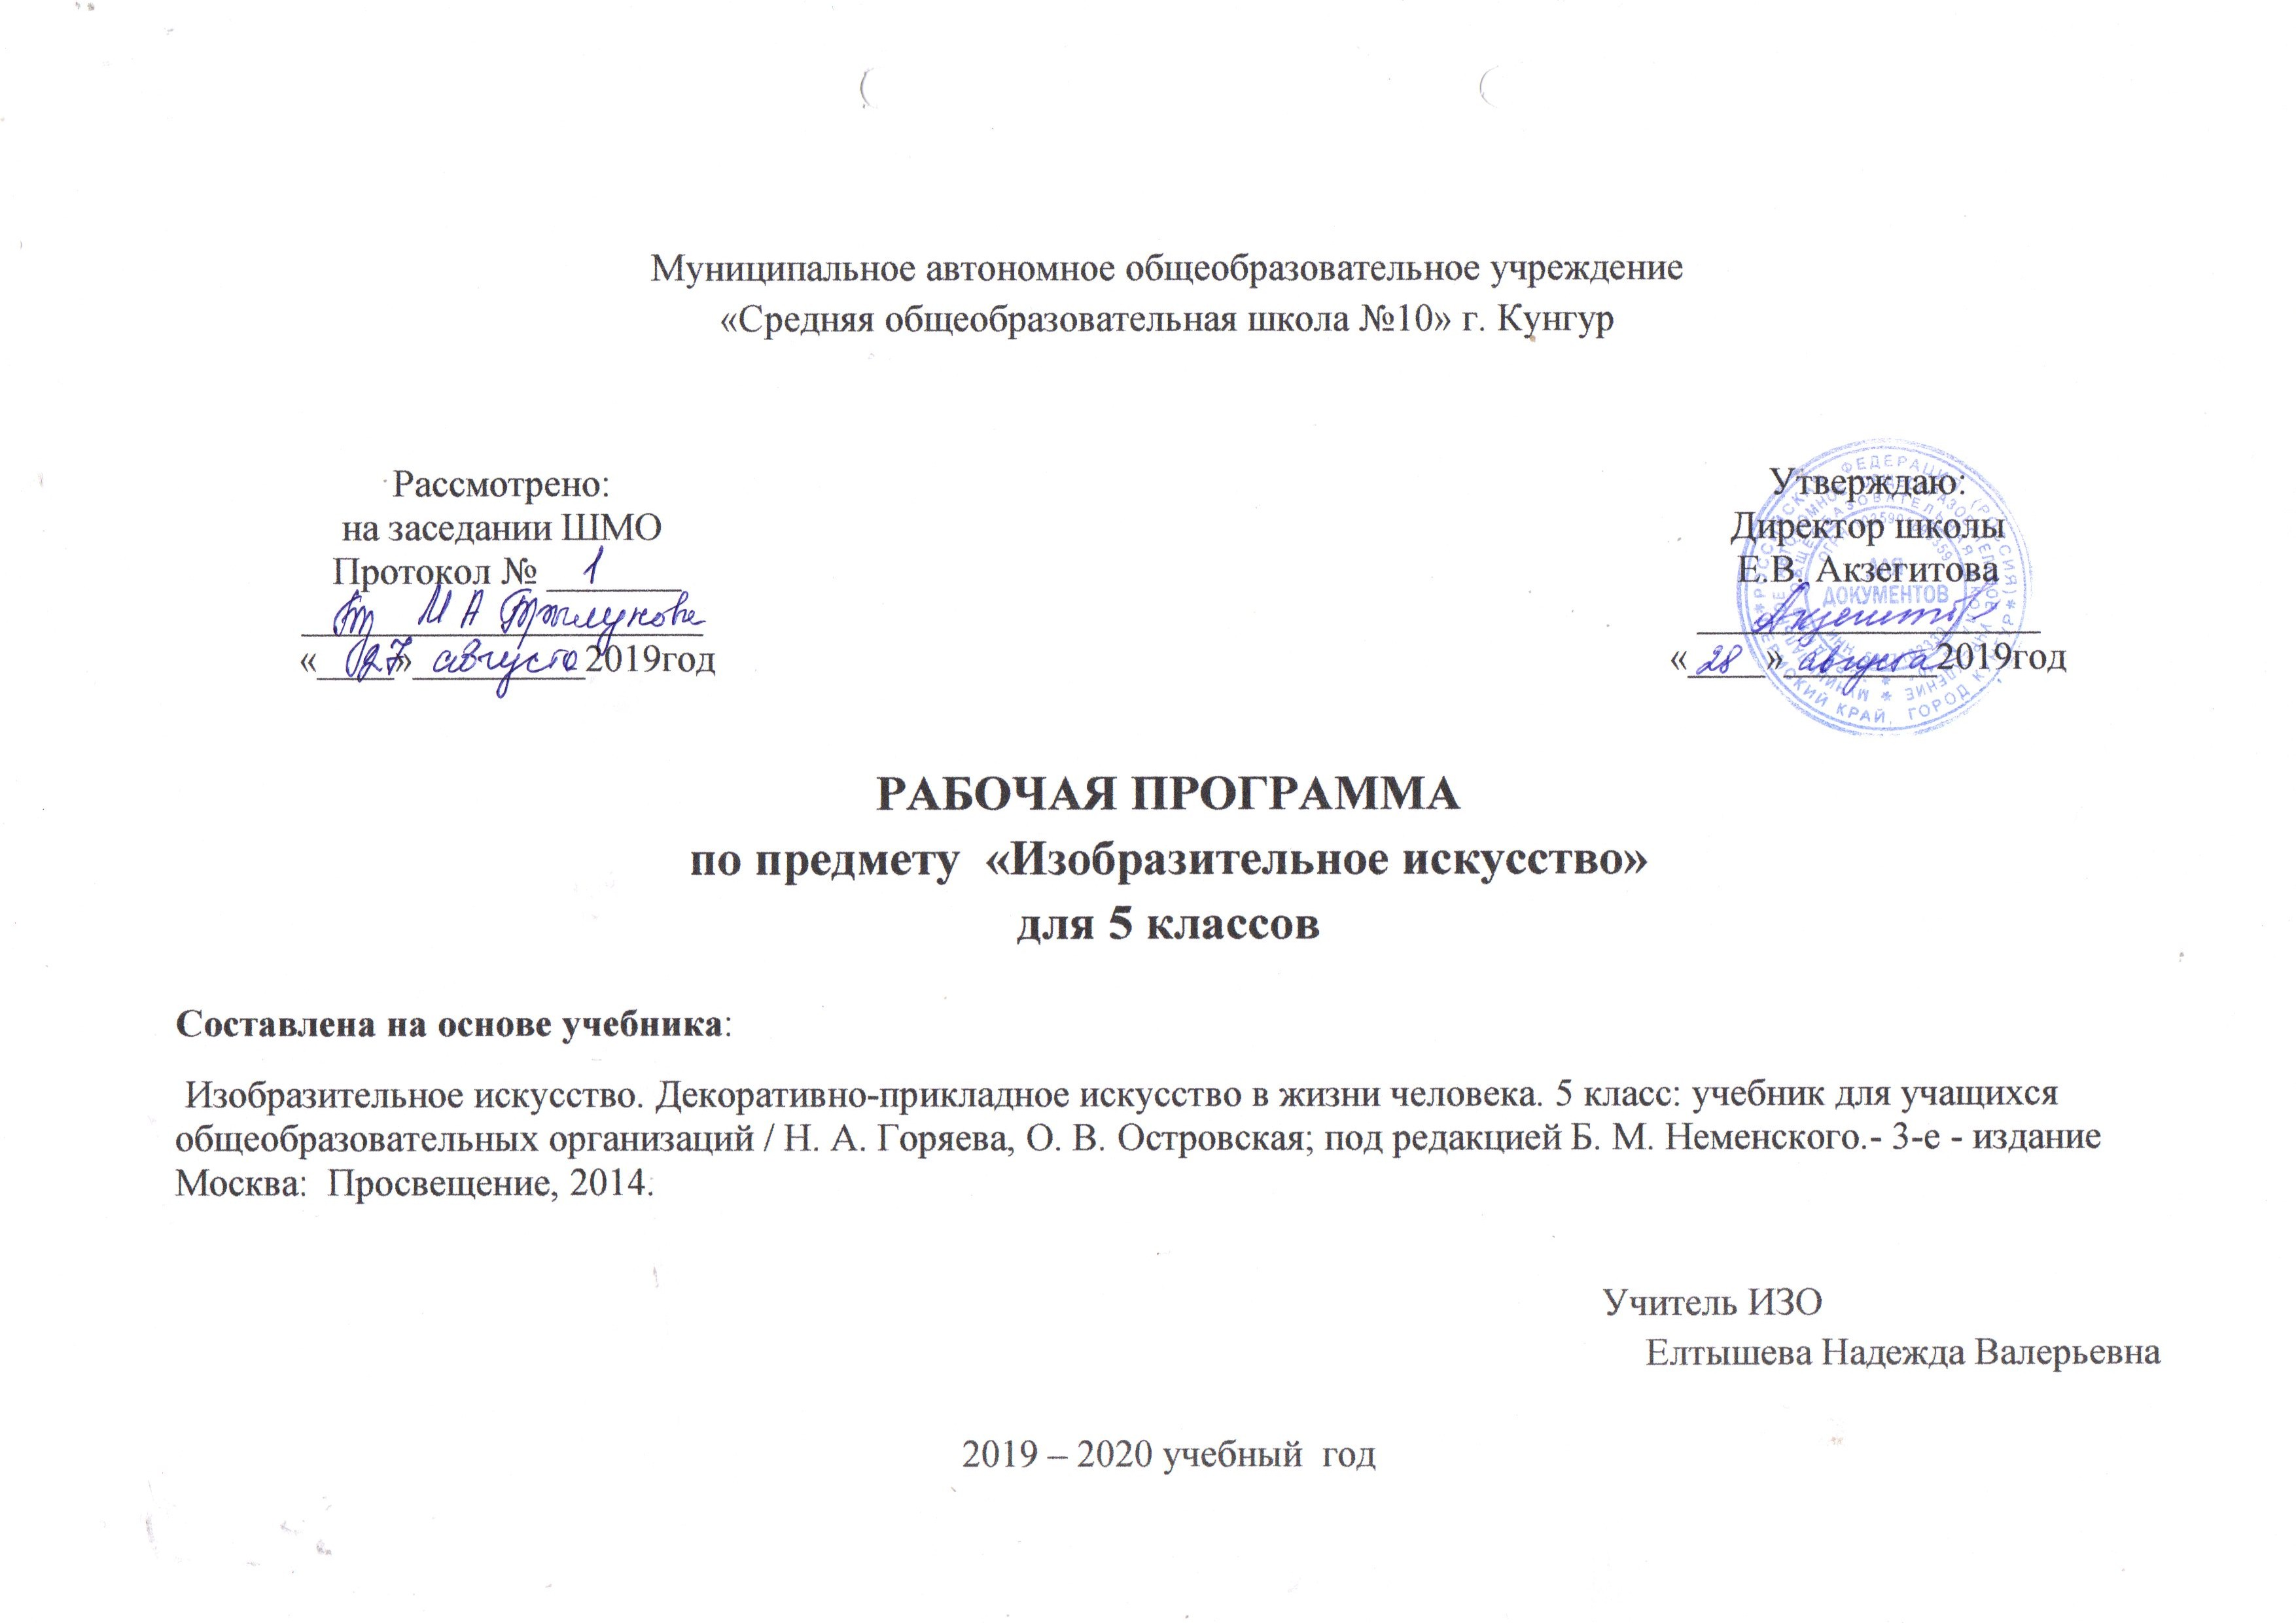 Муниципальное автономное общеобразовательное учреждение
«Средняя общеобразовательная школа №10» г. Кунгур
Рассмотрено:
на заседании ШМО
Протокол № 1
М А
«27» августа 2019год
Утверждаю:
Директор школы
Е.В. Акзегитова
«28» августа 2019год
ДЛЯ
ДОКУМЕНТОВ
РАБОЧАЯ ПРОГРАММА
по предмету «Изобразительное искусство»
для 5 классов
Составлена на основе учебника:
Изобразительное искусство. Декоративно-прикладное искусство в жизни человека. 5 класс: учебник для учащихся
общеобразовательных организаций / Н. А. Горяева, О. В. Островская; под редакцией Б. М. Неменского.- 3-е - издание
Москва: Просвещение, 2014.
Учитель ИЗО
Елтышева Надежда Валерьевна
2019 – 2020 учебный год